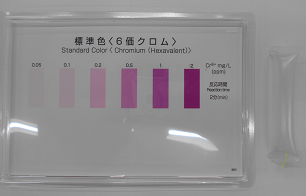 標準色〈6価クロム〉
Standard Color〈Chromium (Hexavalent)〉
0.05 0.1 0.2 0.5 1 2 Cr⁶⁺ mg/L
(ppm)
反応時間
Reaction time
2分(min)